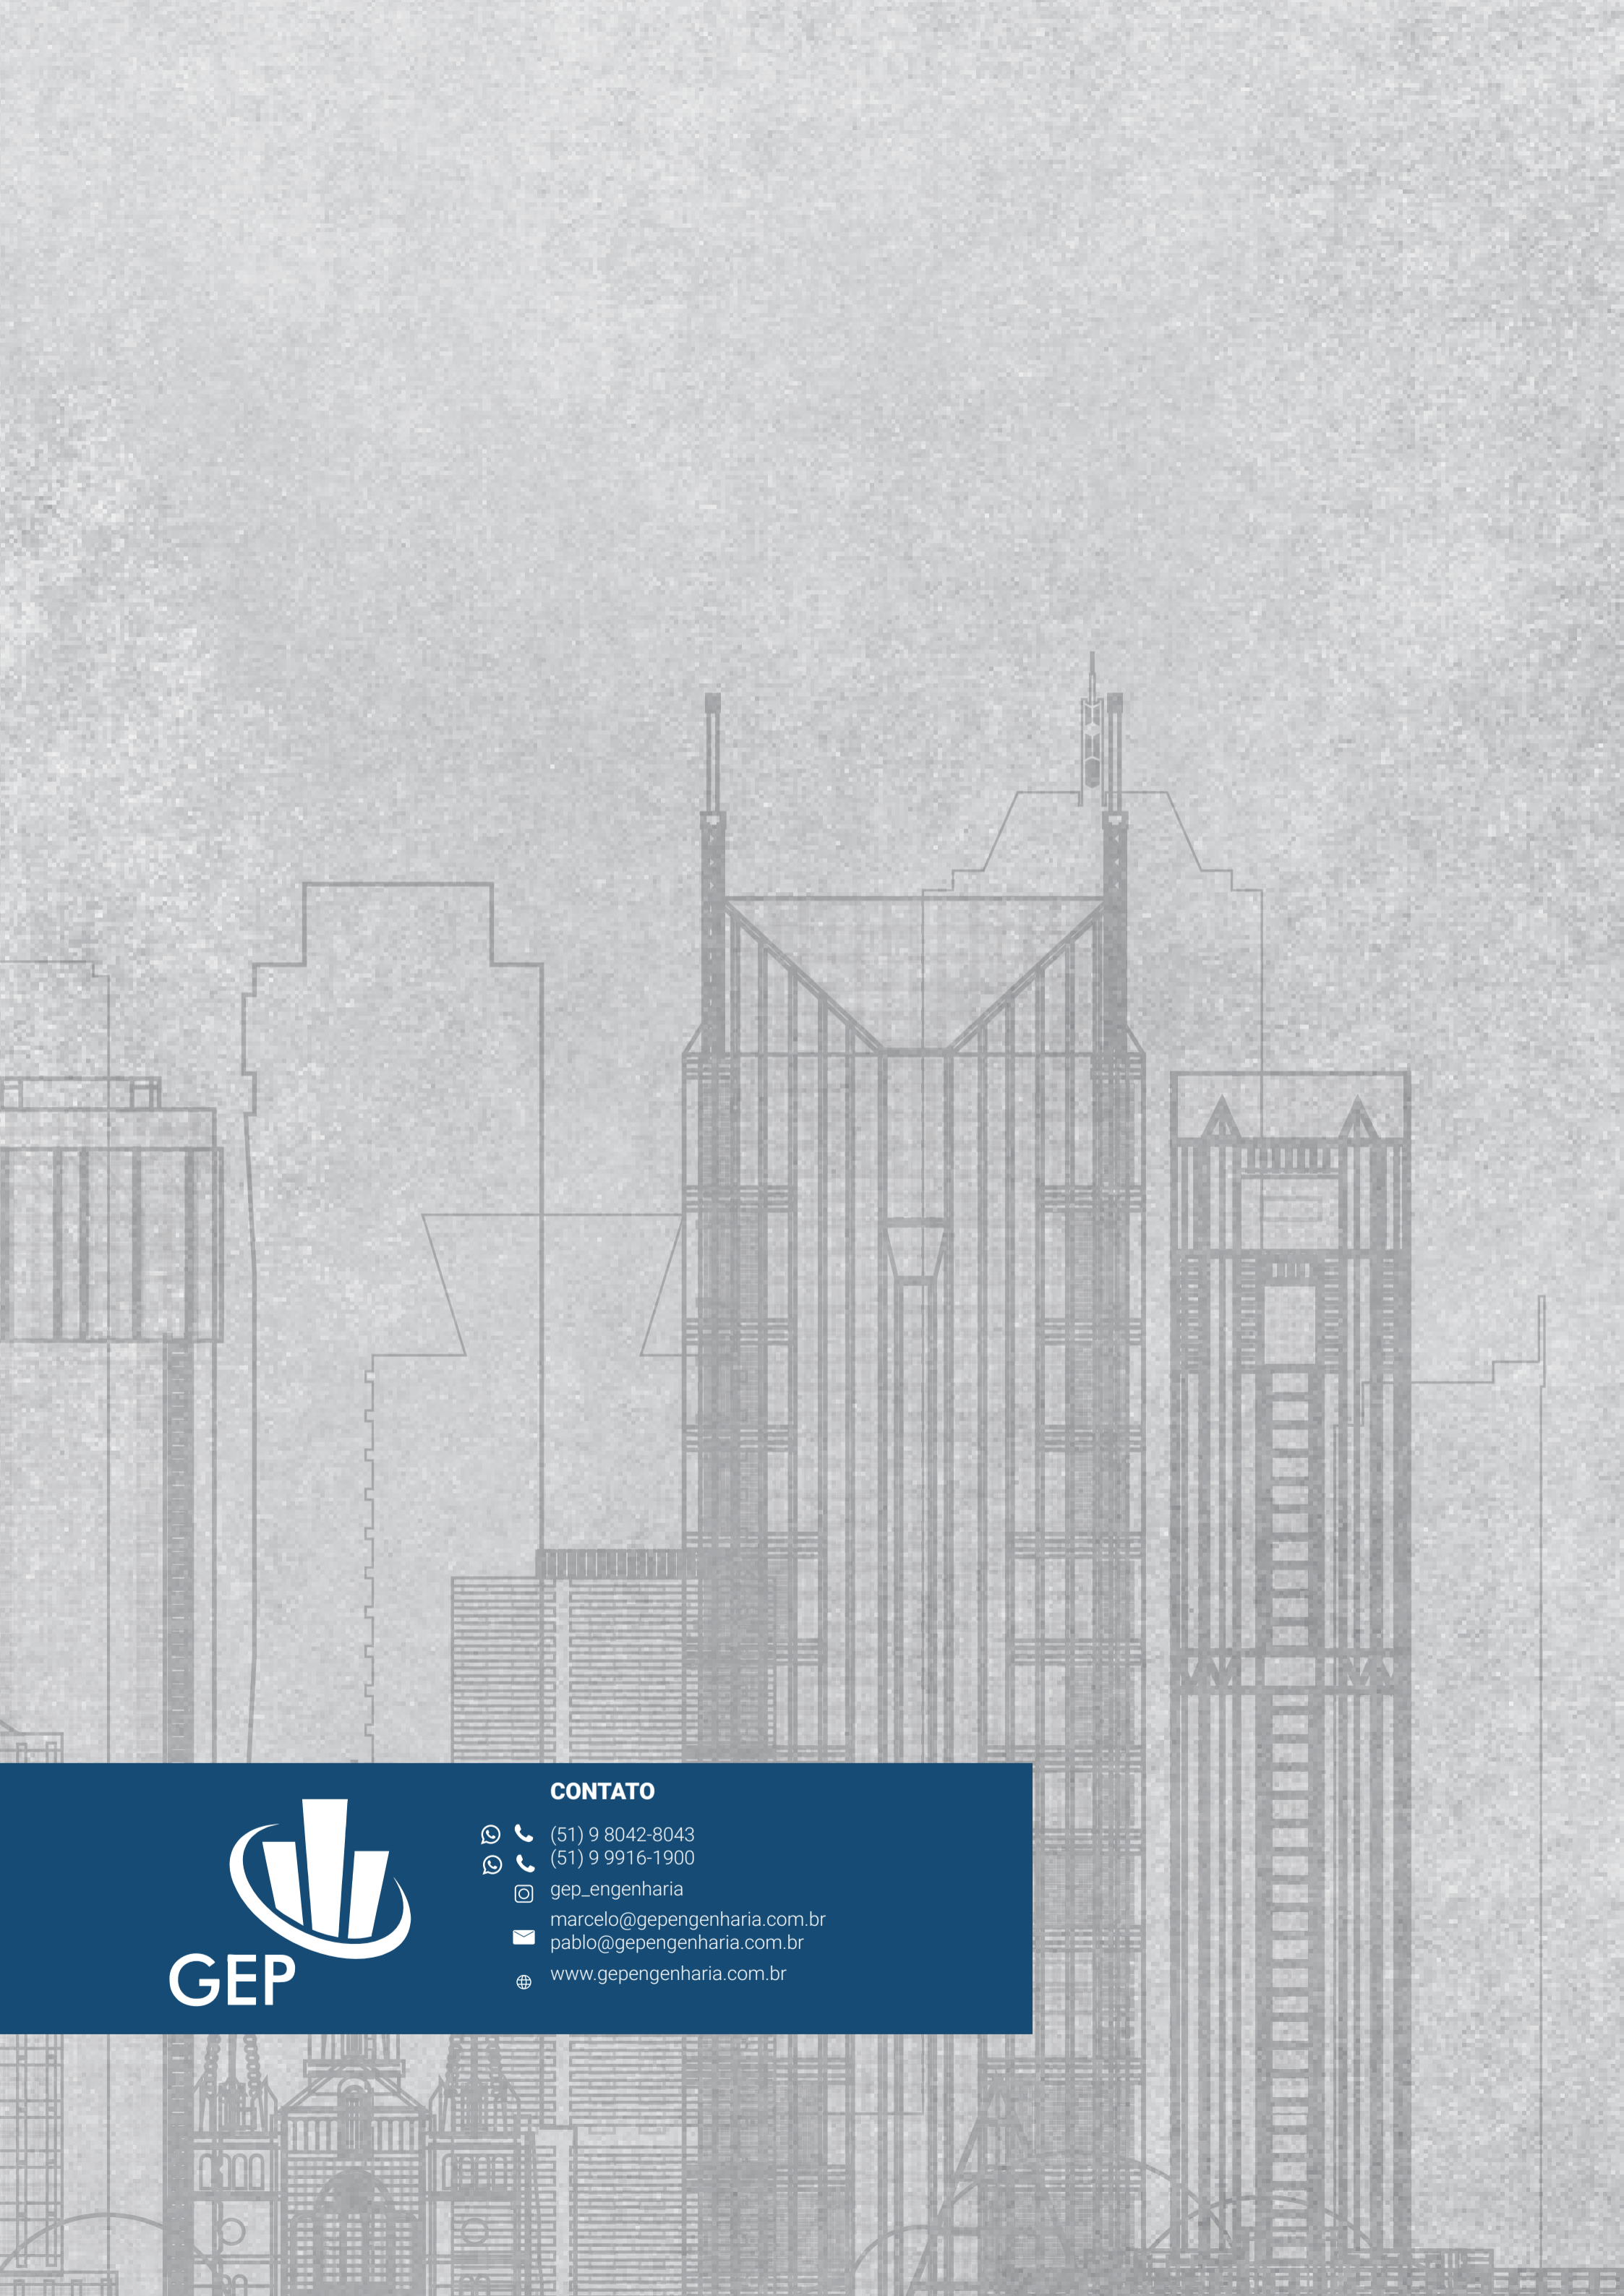 CONTATO
(51) 9 8042-8043
(51) 9 9916-1900
gep_engenharia
marcelo@gepengenharia.com.br
pablo@gepengenharia.com.br
www.gepengenharia.com.br
GEP